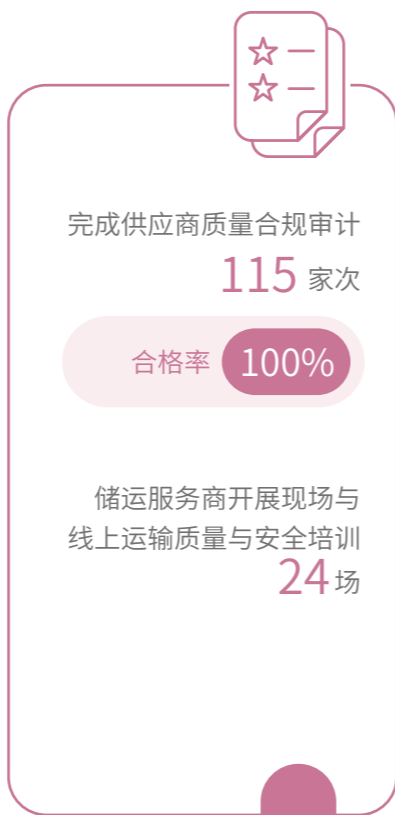 完成供应商质量合规审计
115 家次
合格率 100%
储运服务商开展现场与
线上运输质量与安全培训
24 场